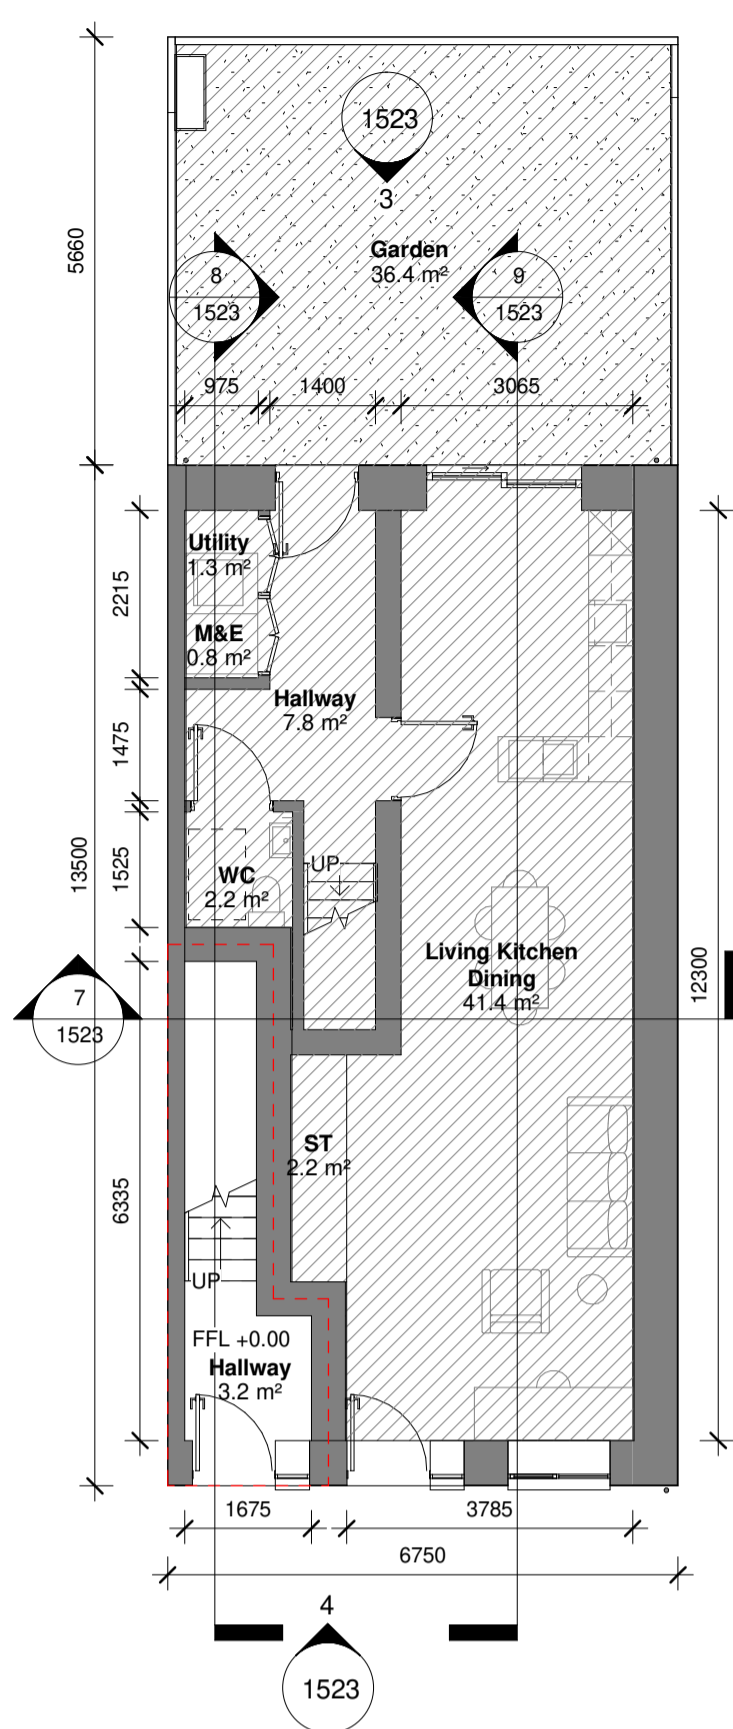 1523
3
5660
Garden
36.4 m²
8
1523
9
1523
975
1400
3065
Utility
1.3 m²
2215
M&E
0.8 m²
Hallway
7.8 m²
1475
13500
1525
UP
WC
2.2 m²
Living Kitchen
Dining
41.4 m²
12300
7
1523
ST
2.2 m²
6335
UP
FFL +0.00
Hallway
3.2 m²
1675
3785
6750
4
1523